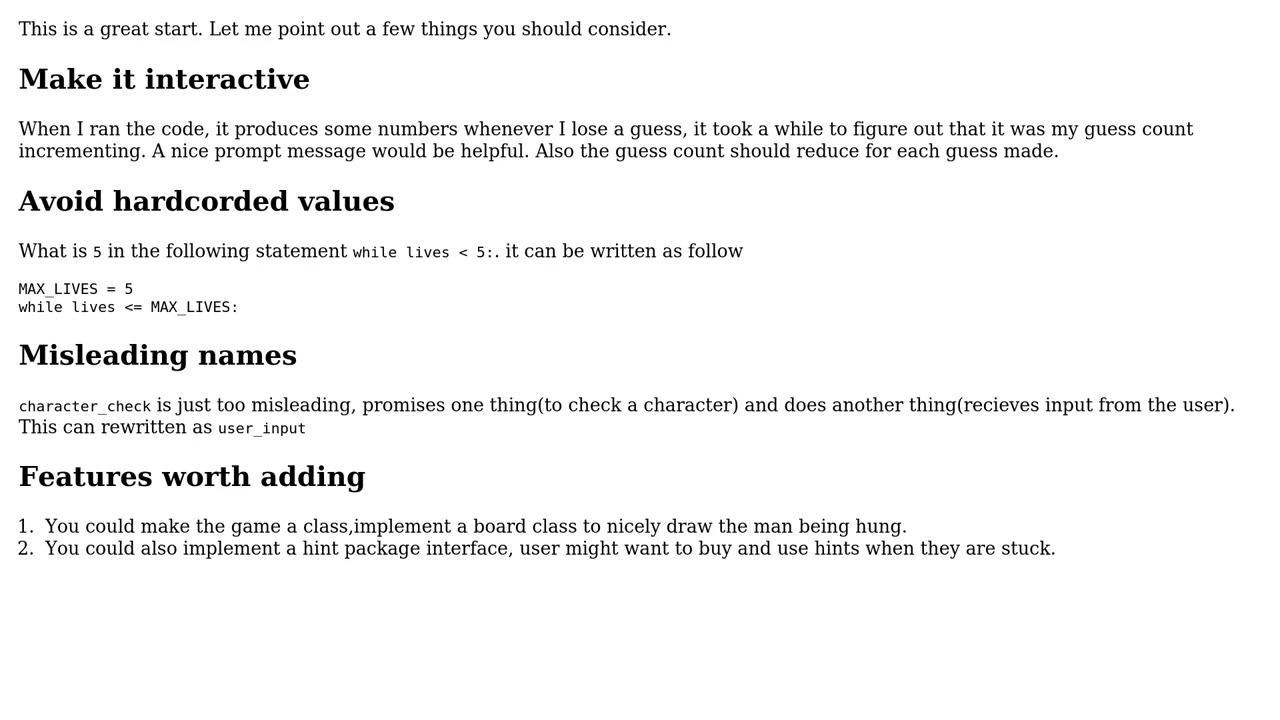 This is a great start. Let me point out a few things you should consider.
Make it interactive
When I ran the code, it produces some numbers whenever I lose a guess, it took a while to figure out that it was my guess count
incrementing. A nice prompt message would be helpful. Also the guess count should reduce for each guess made.
Avoid hardcorded values
What is 5 in the following statement while lives < 5:. it can be written as follow
MAX_LIVES = 5
while lives <= MAX_LIVES:
Misleading names
character_check is just too misleading, promises one thing(to check a character) and does another thing(recieves input from the user).
This can rewritten as user_input
Features worth adding
1. You could make the game a class,implement a board class to nicely draw the man being hung.
2. You could also implement a hint package interface, user might want to buy and use hints when they are stuck.